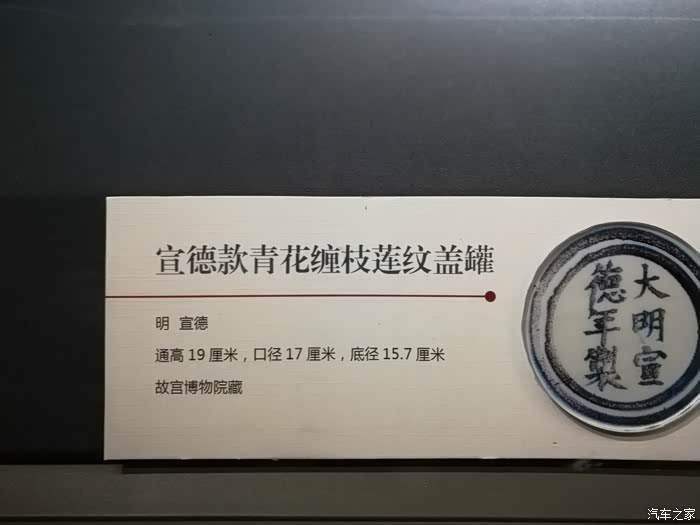 宣德款青花缠枝莲纹盖罐
明 宣德
通高 19 厘米，口径 17 厘米，底径 15.7 厘米
故宫博物院藏
大明宣
德年製
汽车之家